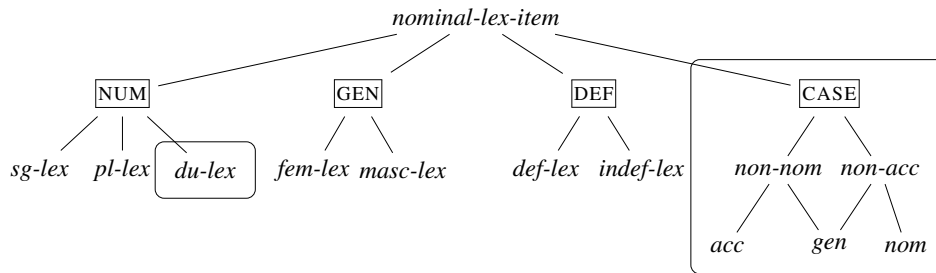 nominal-lex-item
NUM GEN DEF CASE
sg-lex pl-lex du-lex fem-lex masc-lex def-lex indef-lex non-nom non-acc
acc gen nom